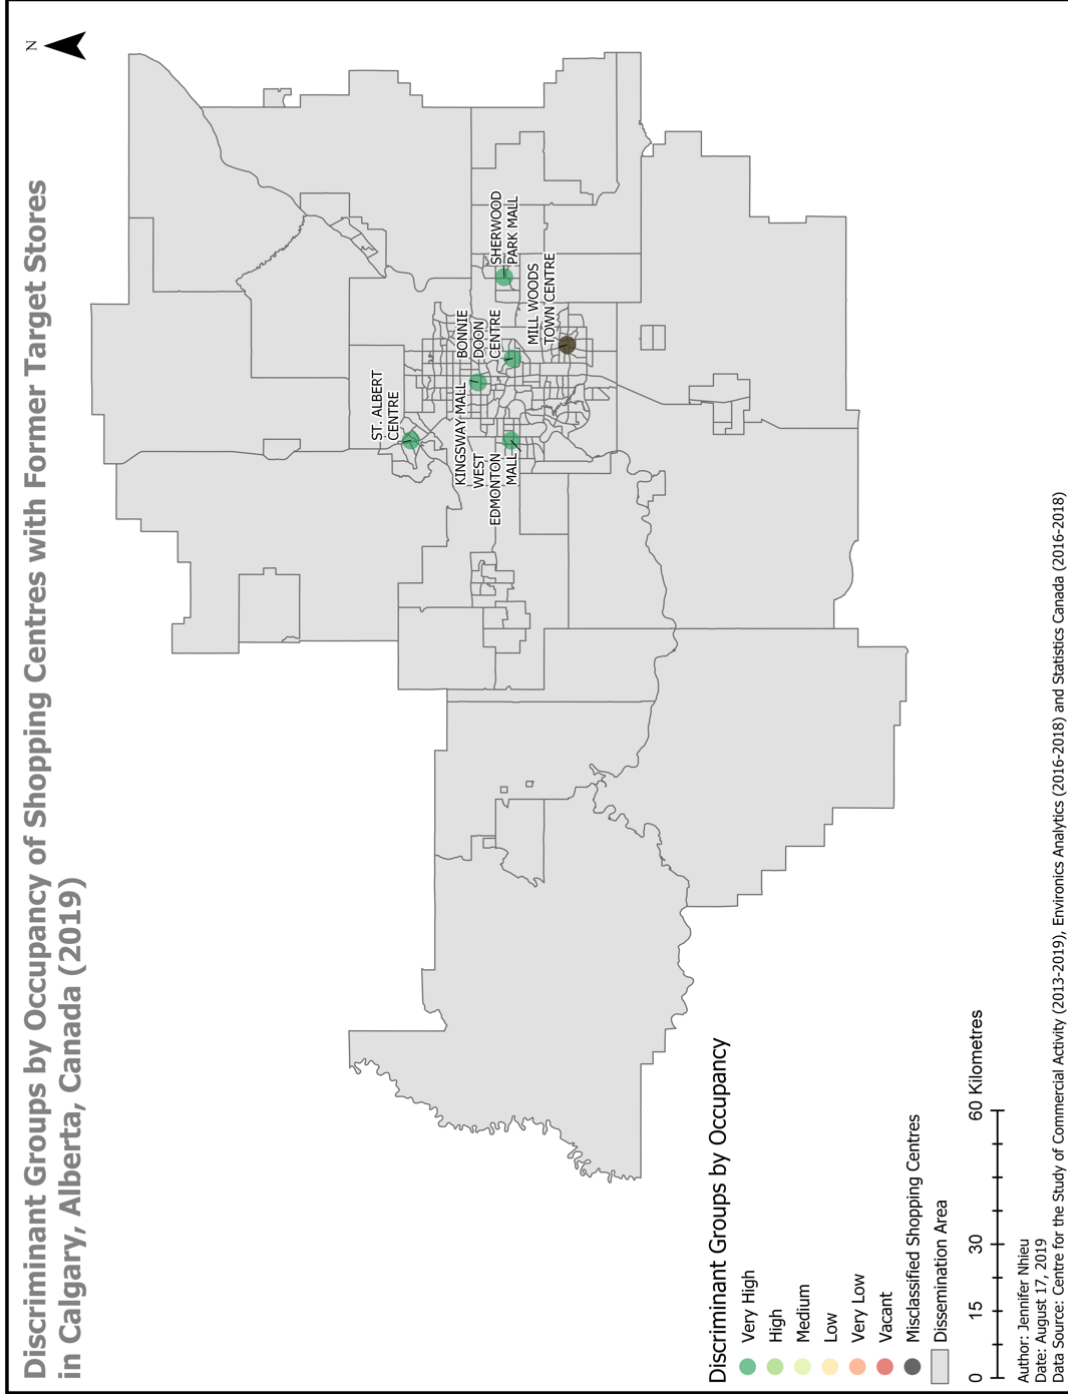 Discriminant Groups by Occupancy of Shopping Centres with Former Target Stores
in Calgary, Alberta, Canada (2019)
N
ST. ALBERT
CENTRE
KINGSWAY MALL
WEST
EDMONTON
MALL
BONNIE
DOON
CENTRE
SHERWOOD
PARK MALL
MILL WOODS
TOWN CENTRE
Discriminant Groups by Occupancy
Very High
High
Medium
Low
Very Low
Vacant
Misclassified Shopping Centres
Dissemination Area
0 15 30 60 Kilometres
Author: Jennifer Nhieu
Date: August 17, 2019
Data Source: Centre for the Study of Commercial Activity (2013-2019), Environics Analytics (2016-2018) and Statistics Canada (2016-2018)